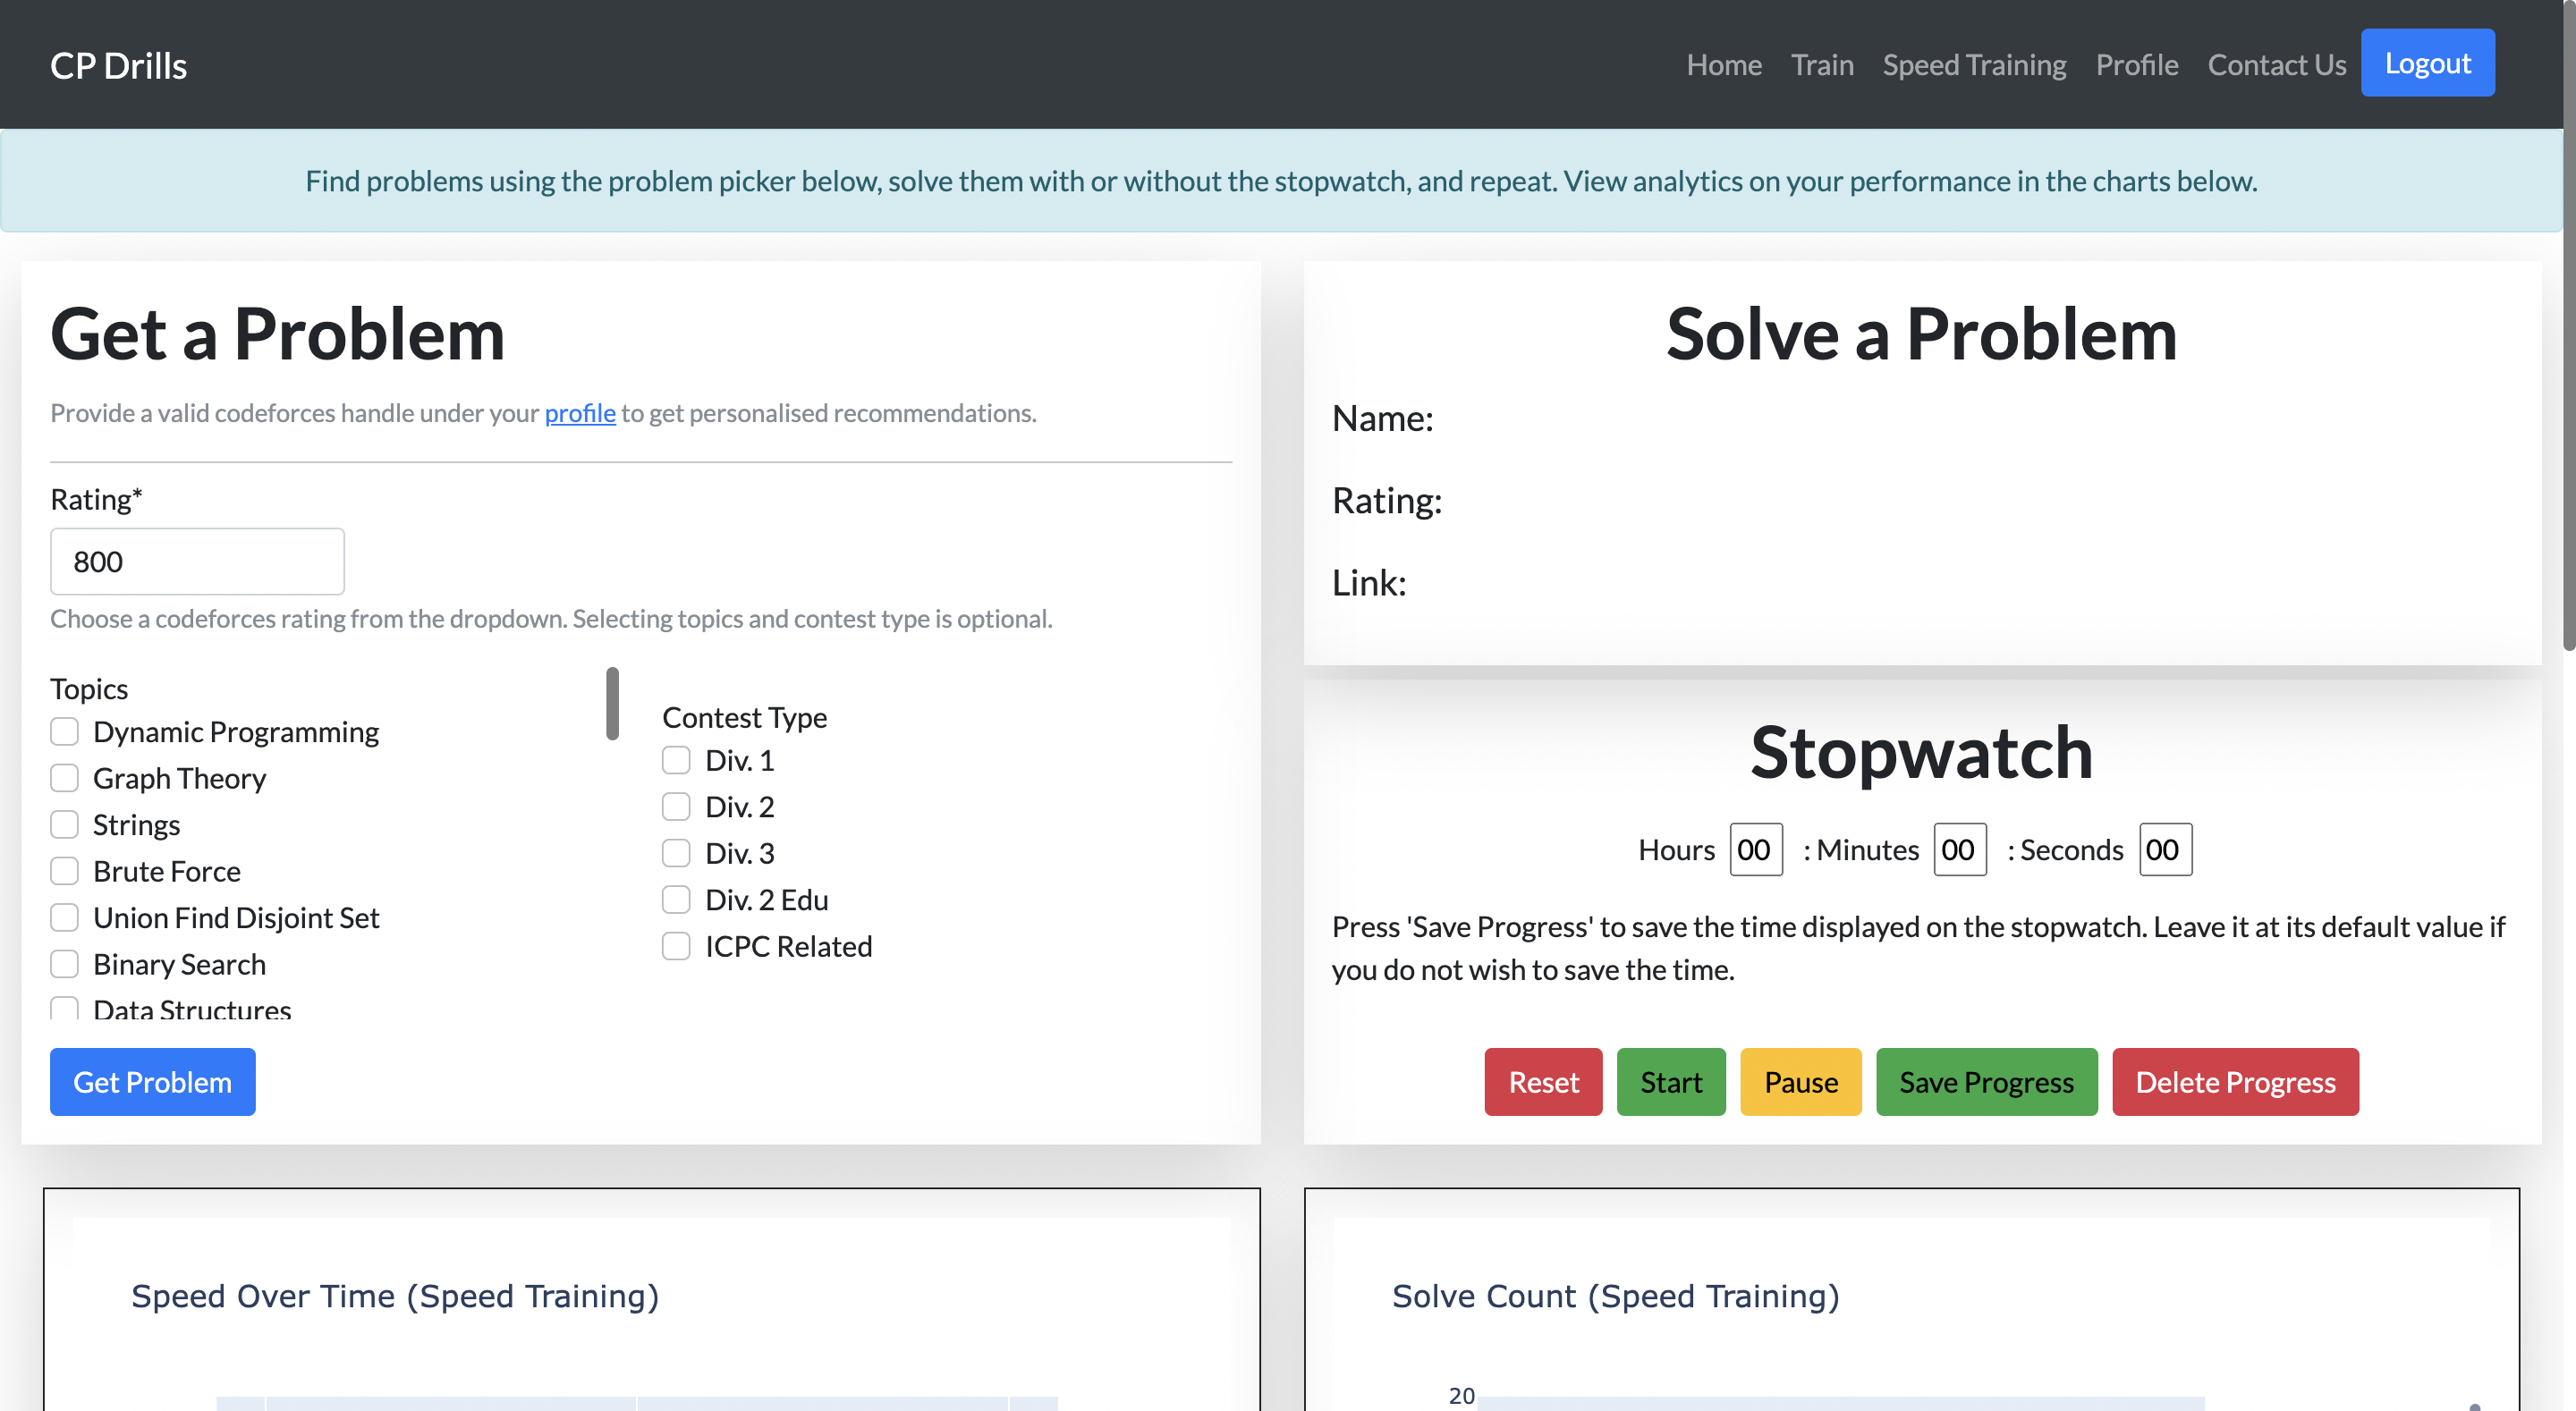 CP Drills
Home
Train
Speed Training
Profile
Contact Us
Logout
Find problems using the problem picker below, solve them with or without the stopwatch, and repeat. View analytics on your performance in the charts below.
Get a Problem
Provide a valid codeforces handle under your profile to get personalised recommendations.
Rating*
800
Choose a codeforces rating from the dropdown. Selecting topics and contest type is optional.
Topics
Dynamic Programming
Graph Theory
Strings
Brute Force
Union Find Disjoint Set
Binary Search
Data Structures
Contest Type
Div. 1
Div. 2
Div. 3
Div. 2 Edu
ICPC Related
Get Problem
Solve a Problem
Name:
Rating:
Link:
Stopwatch
Hours 00 : Minutes 00 : Seconds 00
Press 'Save Progress' to save the time displayed on the stopwatch. Leave it at its default value if
you do not wish to save the time.
Reset
Start
Pause
Save Progress
Delete Progress
Speed Over Time (Speed Training)
Solve Count (Speed Training)
20